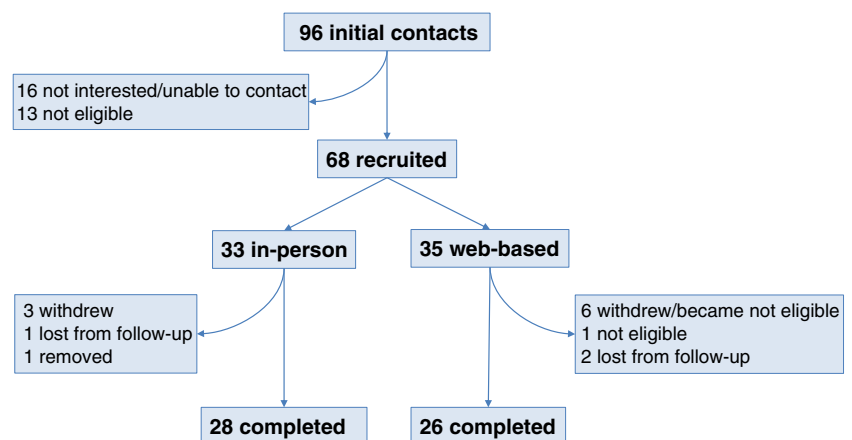 96 initial contacts
16 not interested/unable to contact
13 not eligible
68 recruited
33 in-person
35 web-based
3 withdrew
1 lost from follow-up
1 removed
6 withdrew/became not eligible
1 not eligible
2 lost from follow-up
28 completed
26 completed